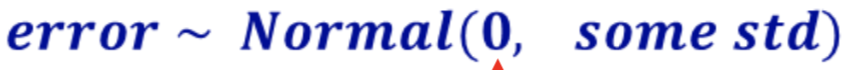 error ~ Normal(0, some std)